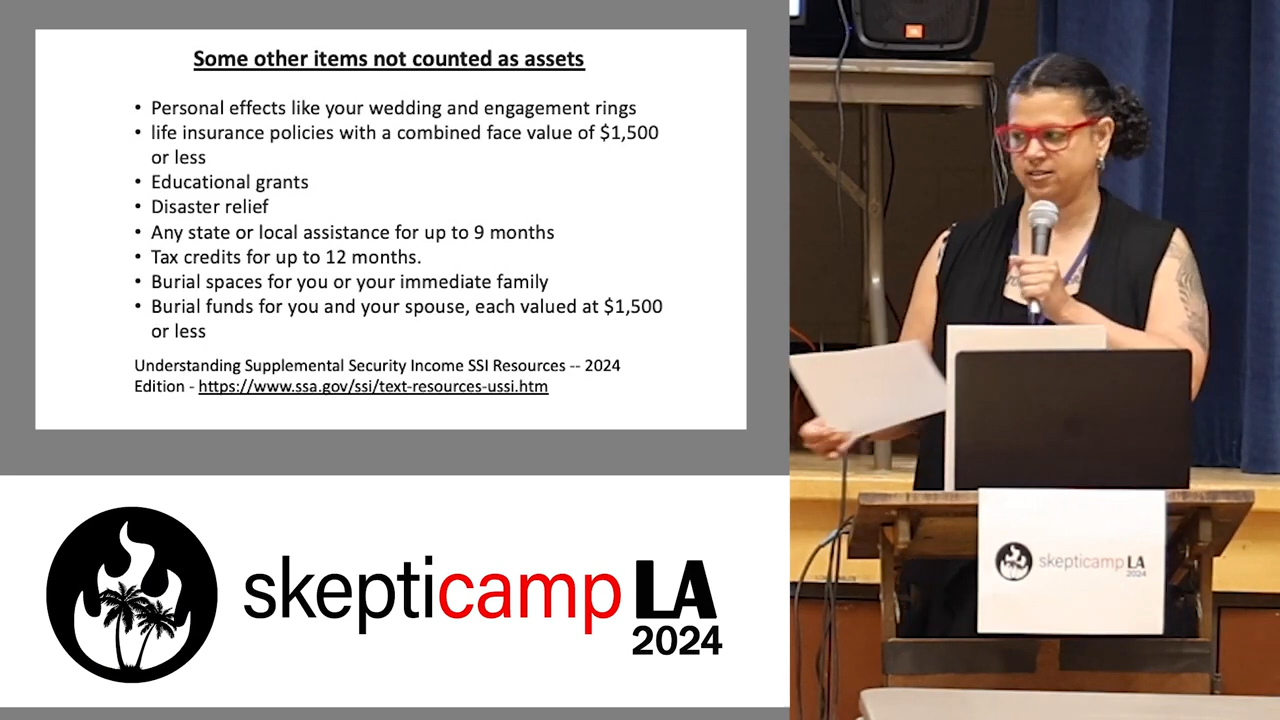 Some other items not counted as assets
• Personal effects like your wedding and engagement rings
• life insurance policies with a combined face value of $1,500
or less
• Educational grants
• Disaster relief
• Any state or local assistance for up to 9 months
• Tax credits for up to 12 months.
• Burial spaces for you or your immediate family
• Burial funds for you and your spouse, each valued at $1,500
or less
Understanding Supplemental Security Income SSI Resources -- 2024
Edition - https://www.ssa.gov/ssi/text-resources-ussi.htm
skepticamp LA
2024
JBL
skepticamp LA
2024